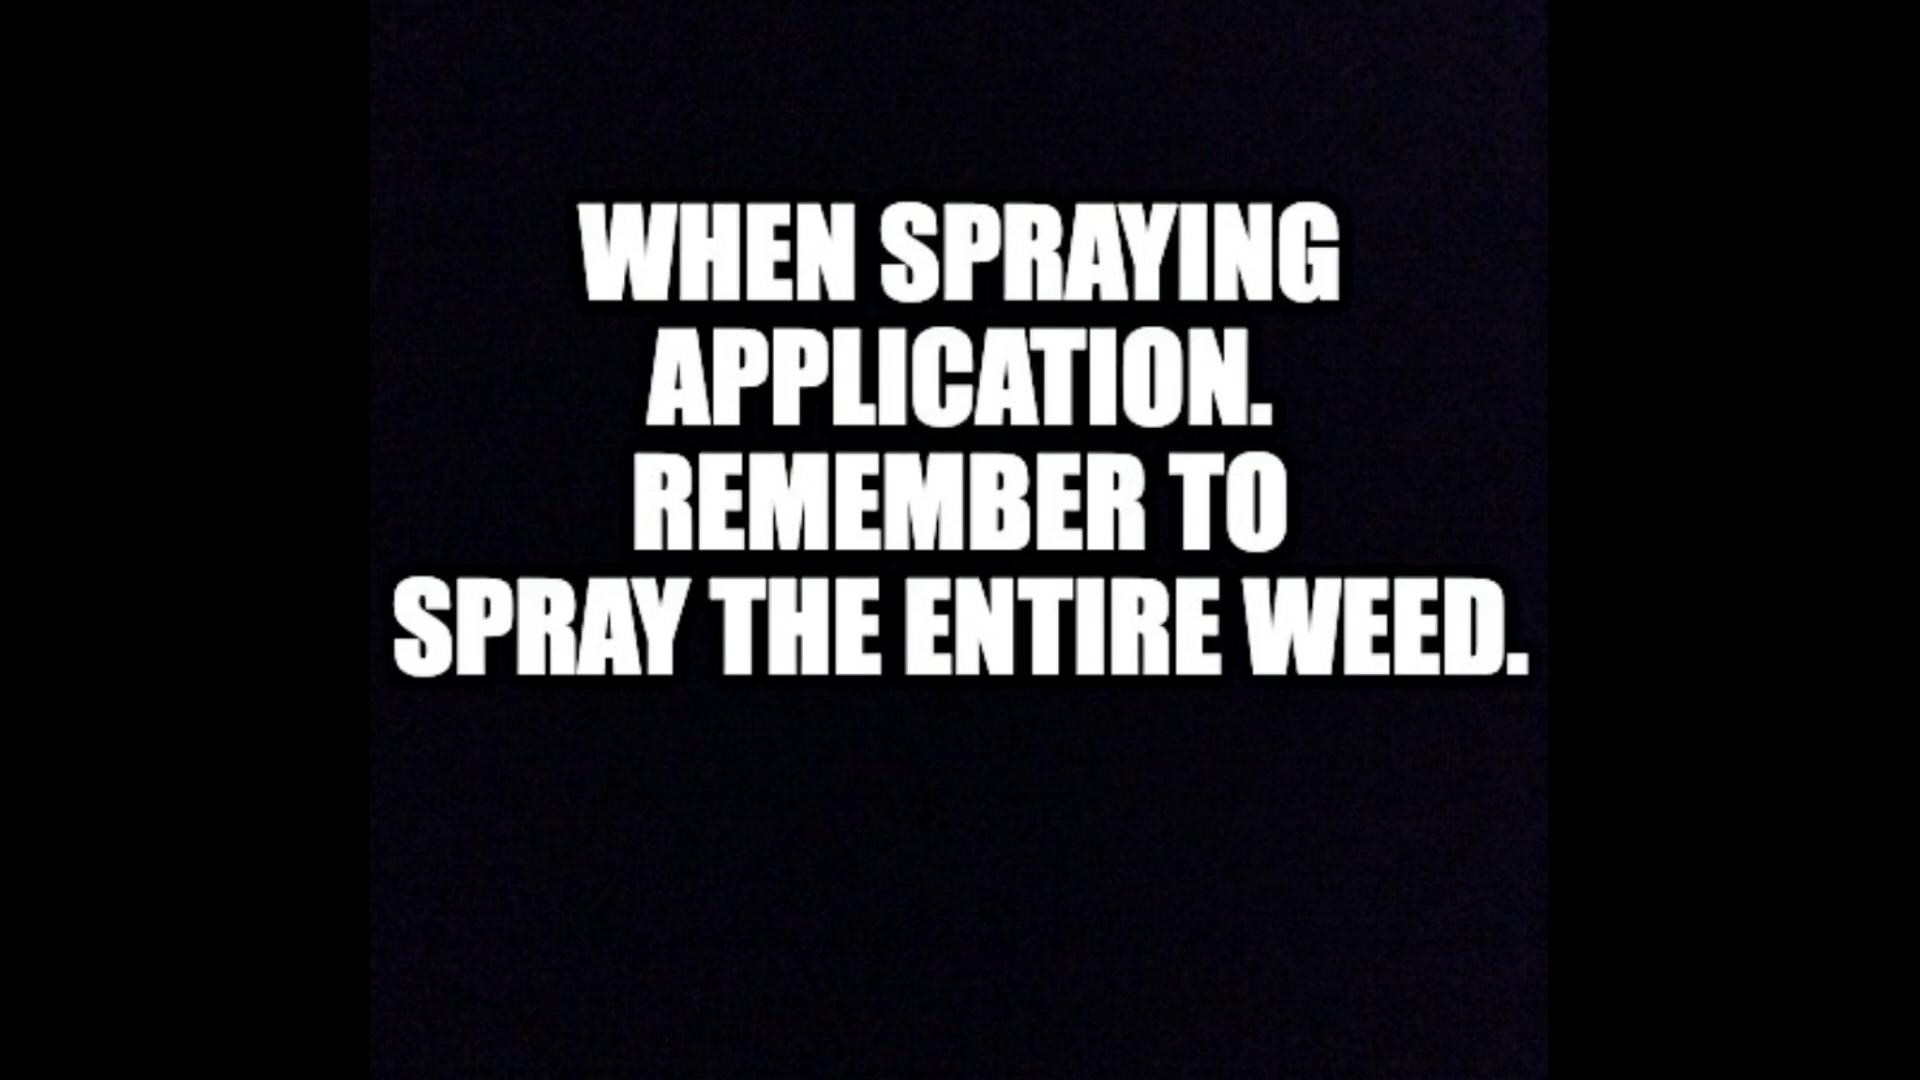 WHEN SPRAYING
APPLICATION.
REMEMBER TO
SPRAY THE ENTIRE WEED.